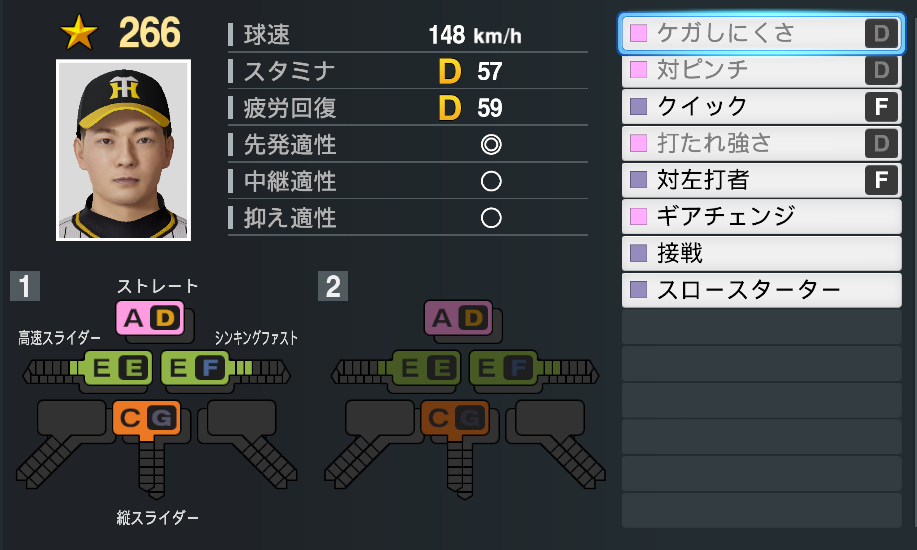 ★ 266
球速 148 km/h
スタミナ D 57
疲労回復 D 59
先発適性 ◎
中継適性 ○
抑え適性 ○
1
ストレート
A D
高速スライダー
シンキングファスト
E E
E F
C G
縦スライダー
2
A D
E E
E F
C G
ケガしにくさ D
対ピンチ D
クイック F
打たれ強さ D
対左打者 F
ギアチェンジ
接戦
スロースターター